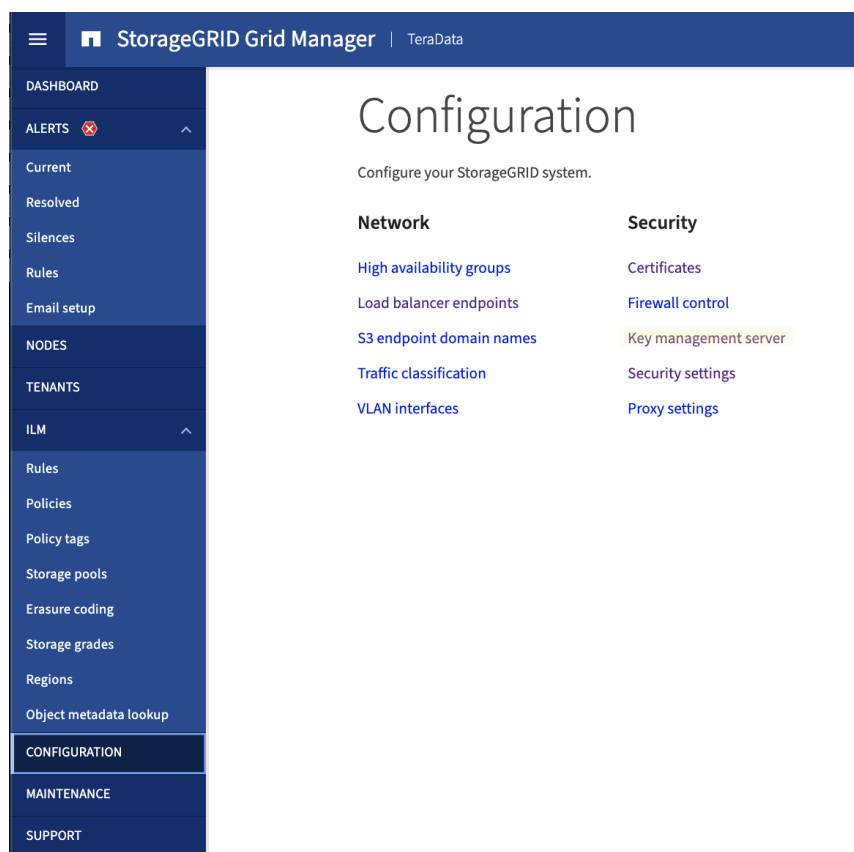 StorageGRID Grid Manager | TeraData
DASHBOARD
ALERTS
Current
Resolved
Silences
Rules
Email setup
NODES
TENANTS
ILM
Rules
Policies
Policy tags
Storage pools
Erasure coding
Storage grades
Regions
Object metadata lookup
CONFIGURATION
MAINTENANCE
SUPPORT
Configuration
Configure your StorageGRID system.
Network
High availability groups
Load balancer endpoints
S3 endpoint domain names
Traffic classification
VLAN interfaces
Security
Certificates
Firewall control
Key management server
Security settings
Proxy settings